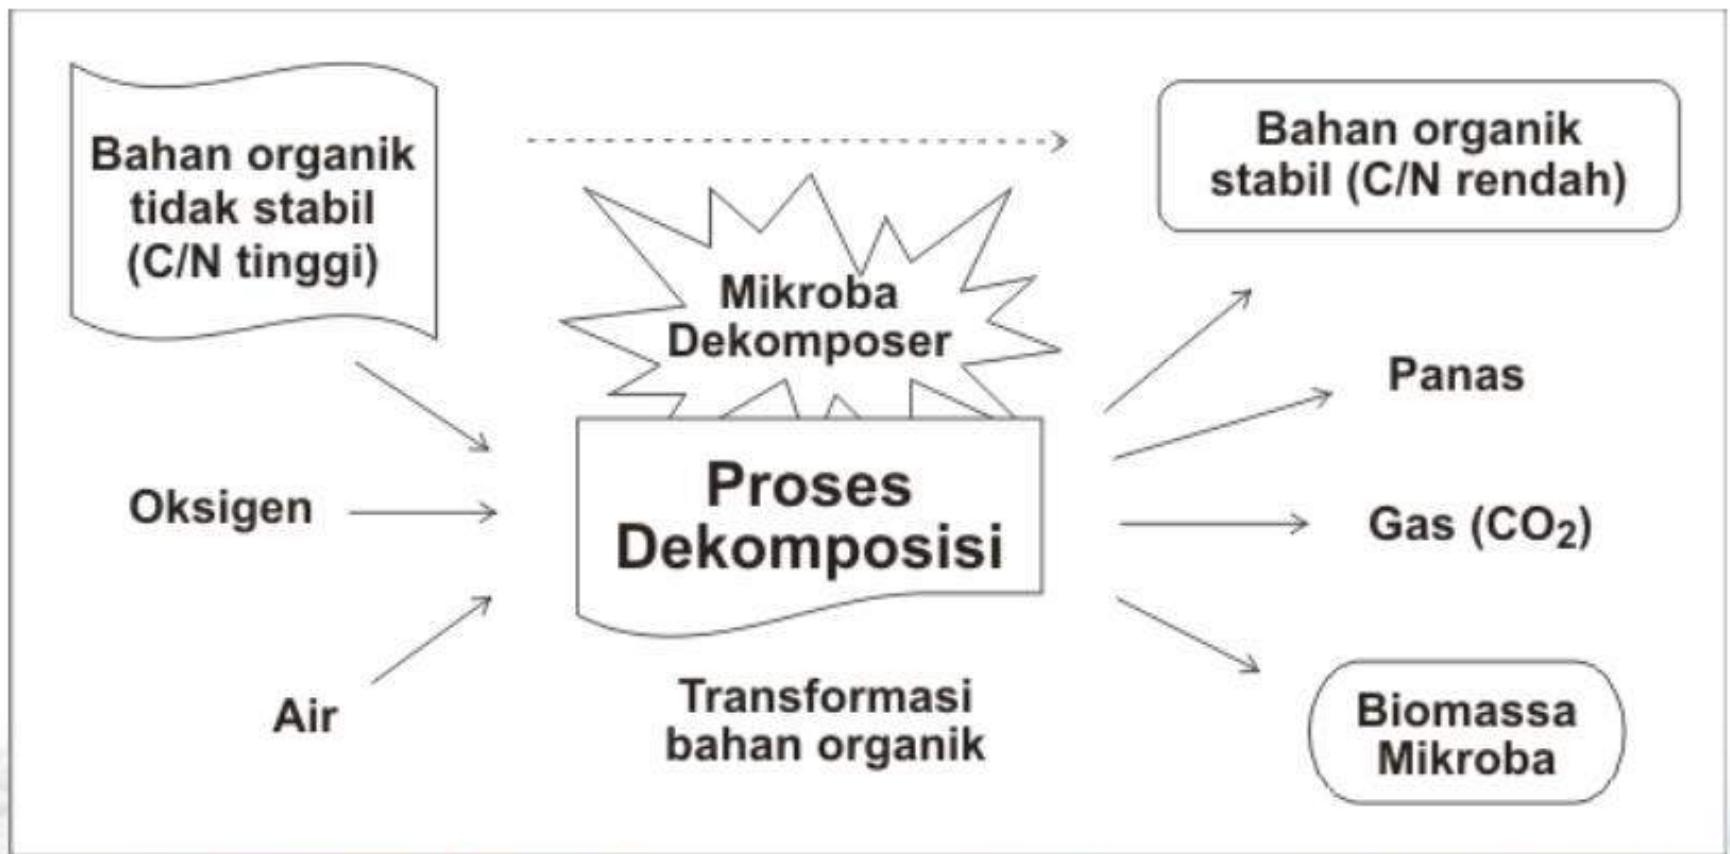 Bahan organik
tidak stabil
(C/N tinggi)
Bahan organik
stabil (C/N rendah)
Mikroba
Dekomposer
Panas
Oksigen
Proses
Dekomposisi
Gas (CO₂)
Air
Transformasi
bahan organik
Biomassa
Mikroba